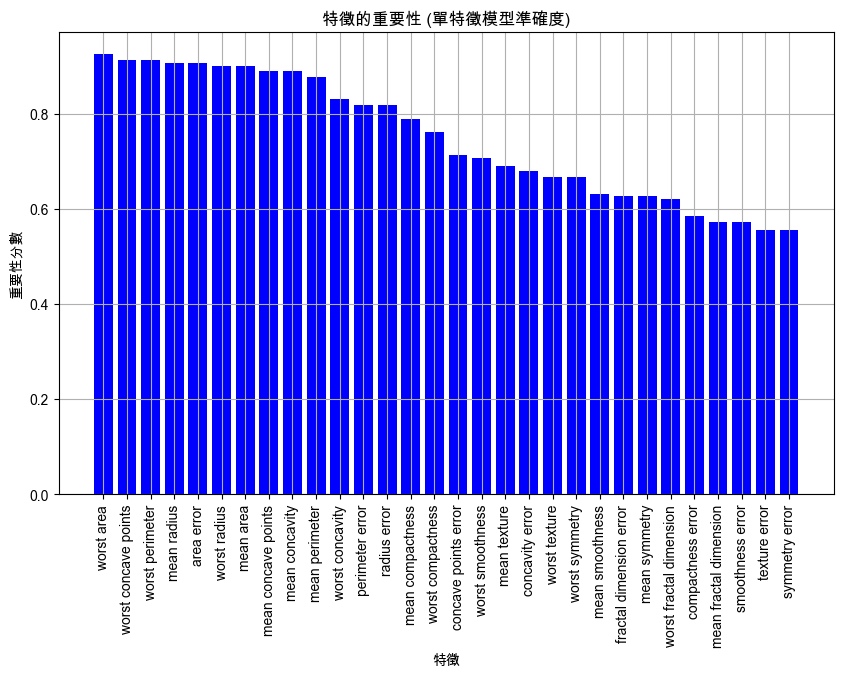 特徵的重要性 (單特徵模型準確度)
重要性分數
0.8
0.6
0.4
0.2
0.0
worst area
worst concave points
worst perimeter
mean radius
area error
worst radius
mean area
mean concave points
mean concavity
mean perimeter
worst concavity
perimeter error
radius error
mean compactness
worst compactness
concave points error
worst smoothness
mean texture
concavity error
worst texture
worst symmetry
mean smoothness
fractal dimension error
mean symmetry
worst fractal dimension
compactness error
mean fractal dimension
smoothness error
texture error
symmetry error
特徵